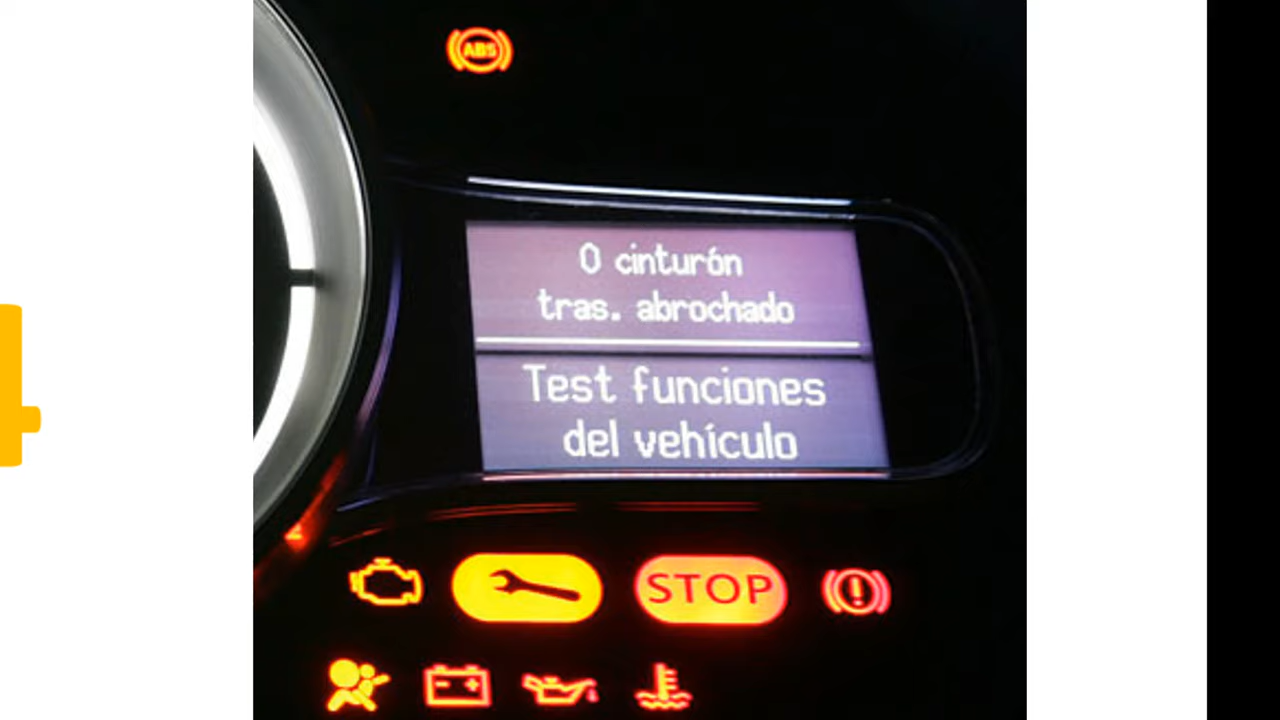 ABS
0 cinturón
tras. abrochado
Test funciones
del vehículo
STOP